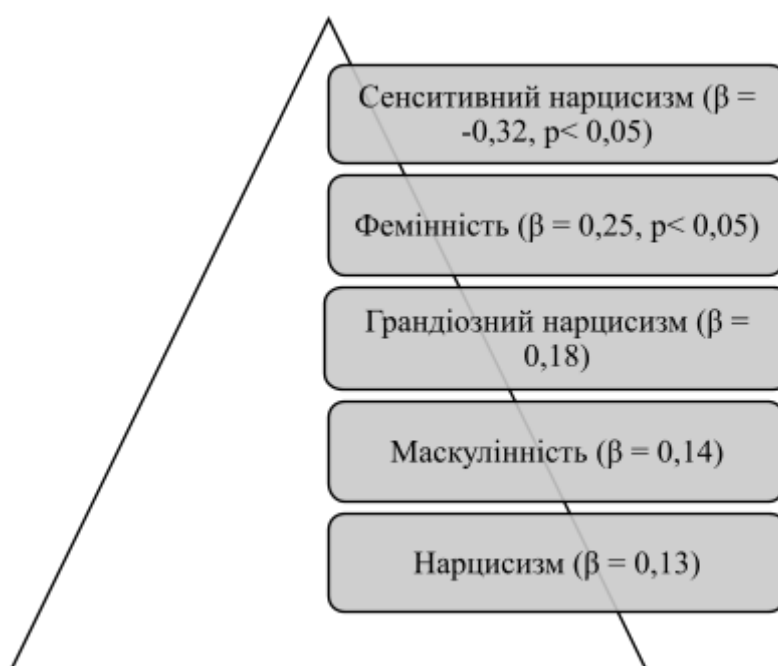 Сенситивний нарцисизм (β =
-0,32, p< 0,05)
Фемінність (β = 0,25, p< 0,05)
Грандіозний нарцисизм (β =
0,18)
Маскулінність (β = 0,14)
Нарцисизм (β = 0,13)